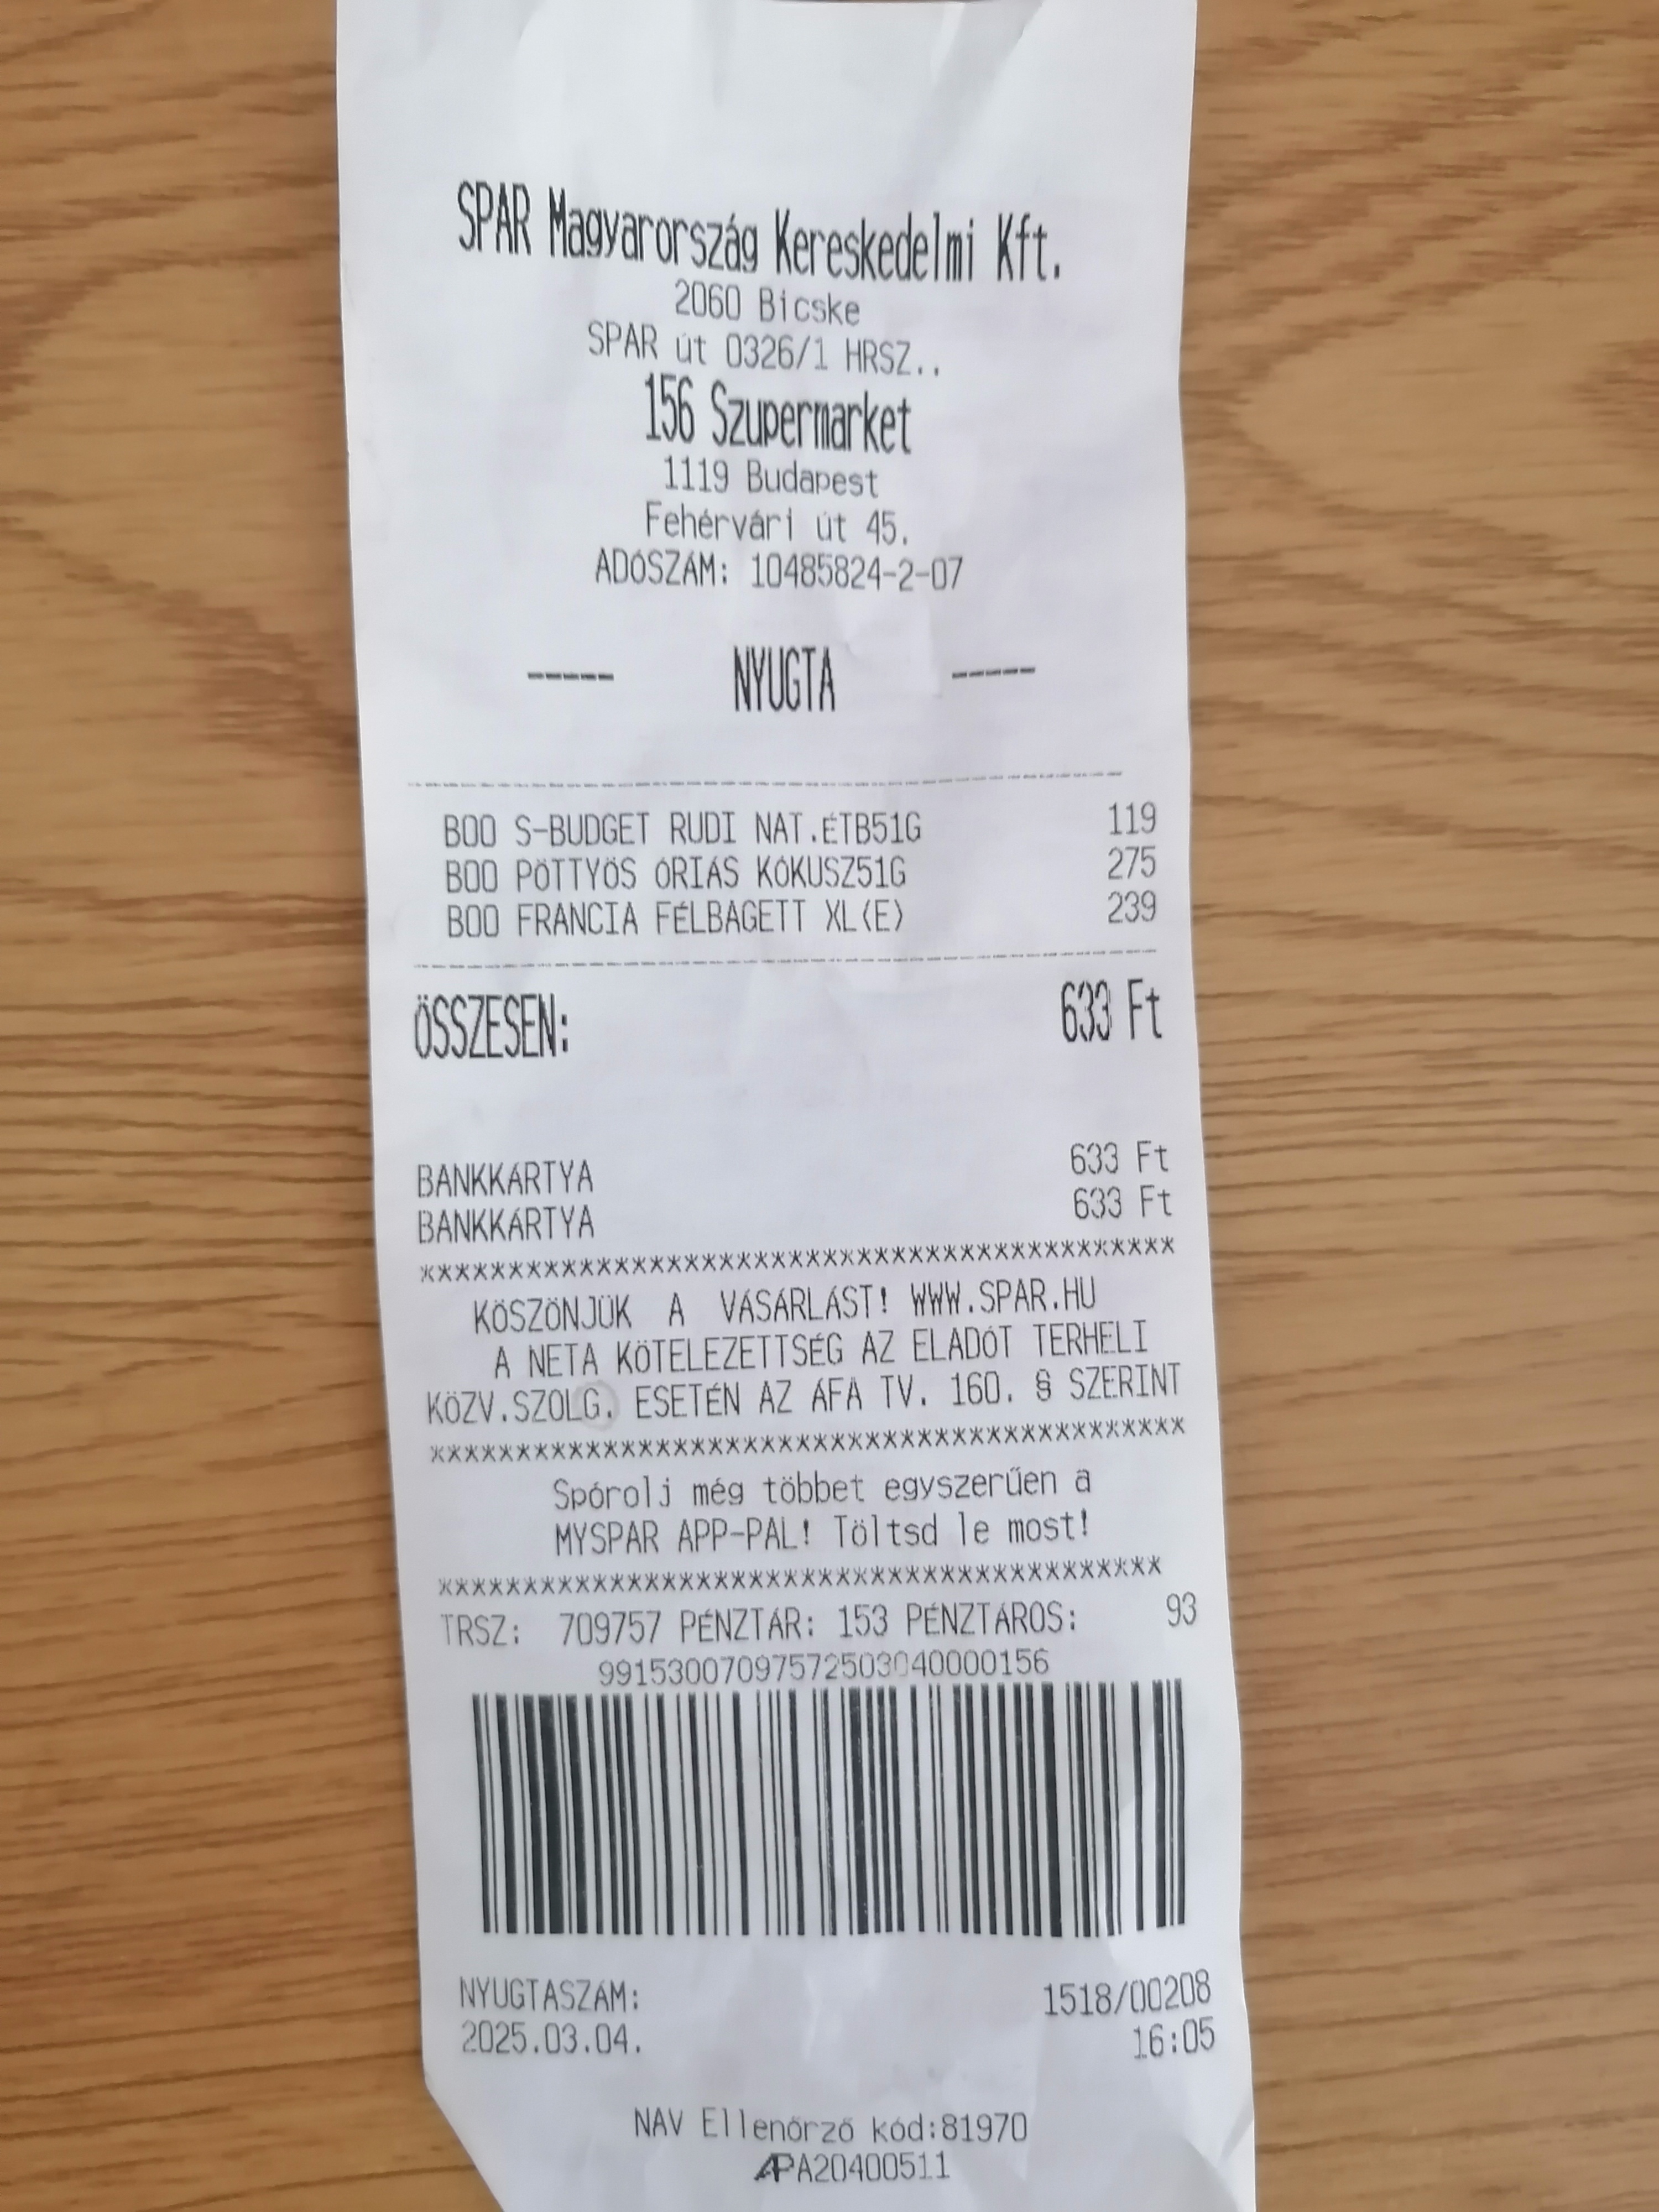 SPAR Magyarország Kereskedelmi Kft.
2060 Bicske
SPAR út 0326/1 HRSZ..
156 Szupermarket
1119 Budapest
Fehérvári út 45.
ADÓSZÁM: 10485824-2-07
----- NYUGTA -----
B00 S-BUDGET RUDI NAT.ÉTB51G 119
B00 PÖTTYÖS ÓRIÁS KÓKUSZ51G 275
B00 FRANCIA FÉLBAGETT XL(E) 239
ÖSSZESEN: 633 Ft
BANKKÁRTYA 633 Ft
BANKKÁRTYA 633 Ft
******************************************
KÖSZÖNJÜK A VÁSÁRLÁST! WWW.SPAR.HU
A NETA KÖTELEZETTSÉG AZ ELADÓT TERHELI
KÖZV.SZOLG. ESETÉN AZ ÁFA TV. 160. § SZERINT
******************************************
Spórolj még többet egyszerűen a
MYSPAR APP-PAL! Töltsd le most!
******************************************
TRSZ: 709757 PÉNZTÁR: 153 PÉNZTÁROS: 93
99153007097572503040000156
NYUGTASZÁM: 1518/00208
2025.03.04. 16:05
NAV Ellenőrző kód:81970
APA20400511